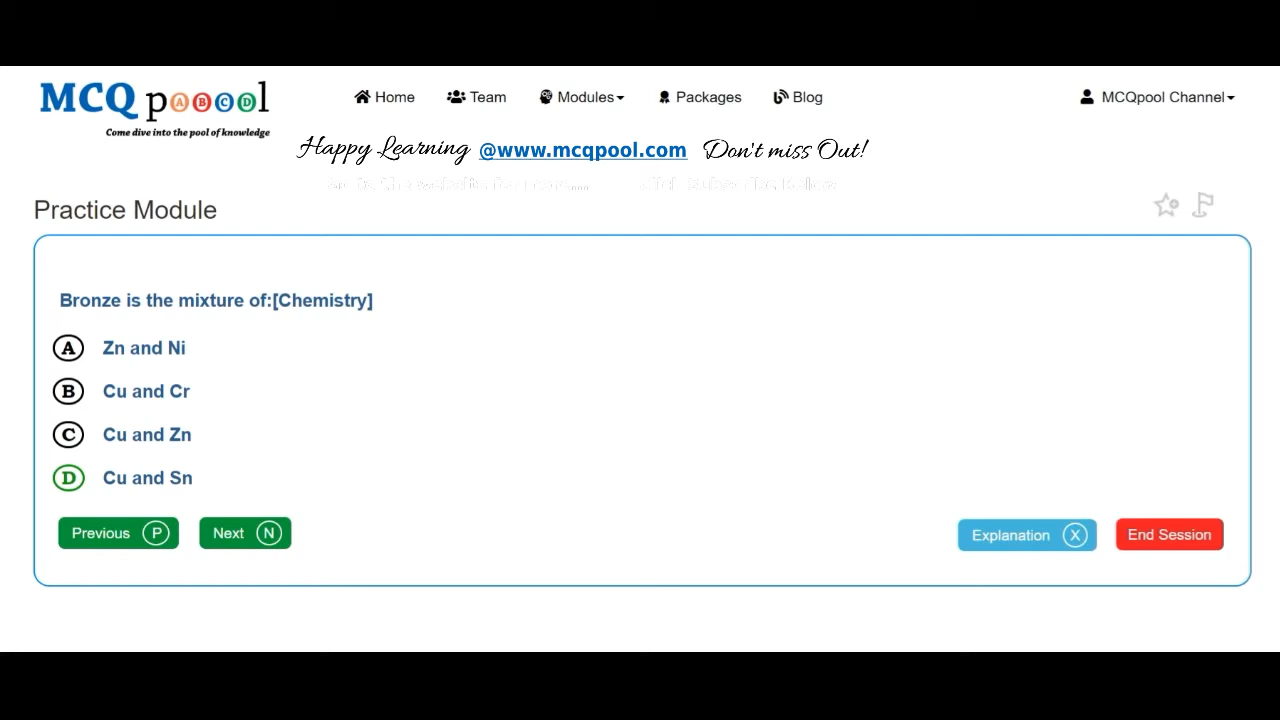 MCQ pooool
Come dive into the pool of knowledge
Home Team Modules Packages Blog MCQpool Channel
Happy Learning @www.mcqpool.com Don't miss Out!
Practice Module
Bronze is the mixture of:[Chemistry]
A Zn and Ni
B Cu and Cr
C Cu and Zn
D Cu and Sn
Previous P Next N Explanation X End Session